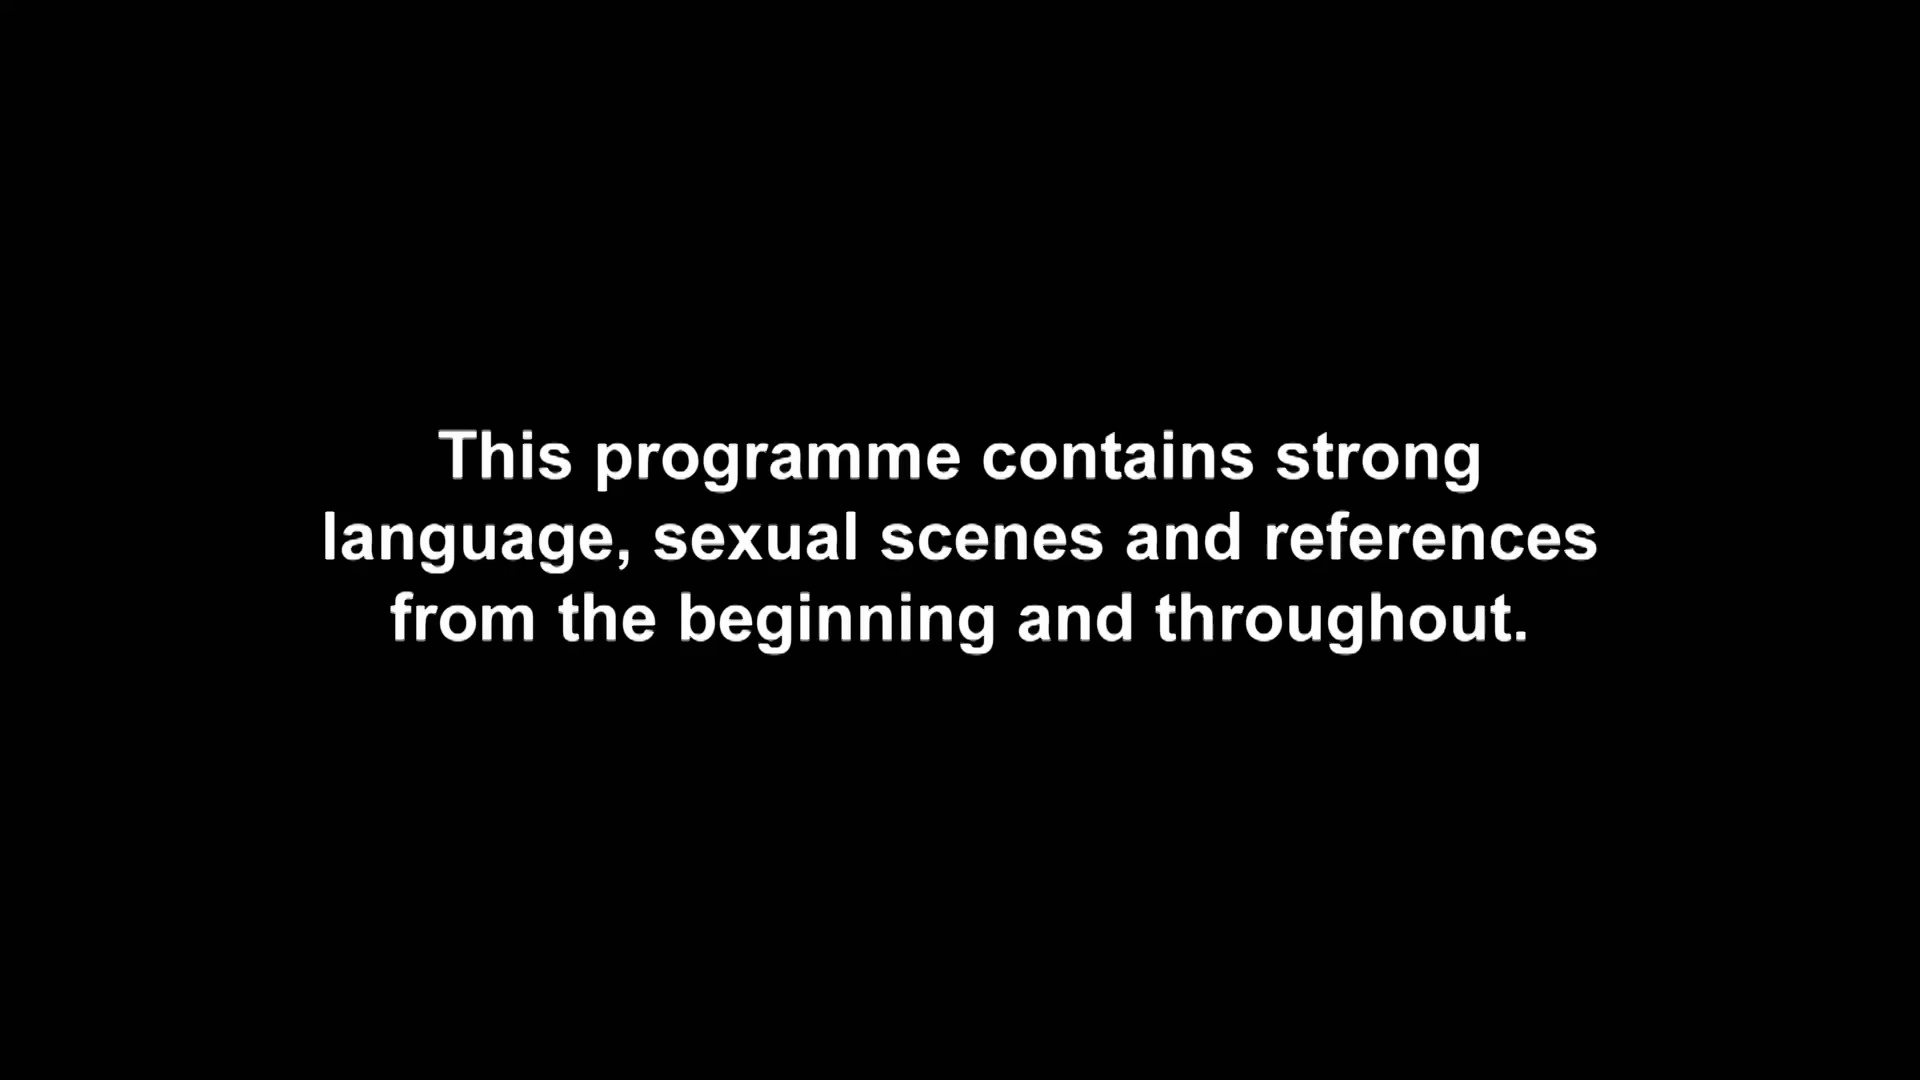 This programme contains strong
language, sexual scenes and references
from the beginning and throughout.